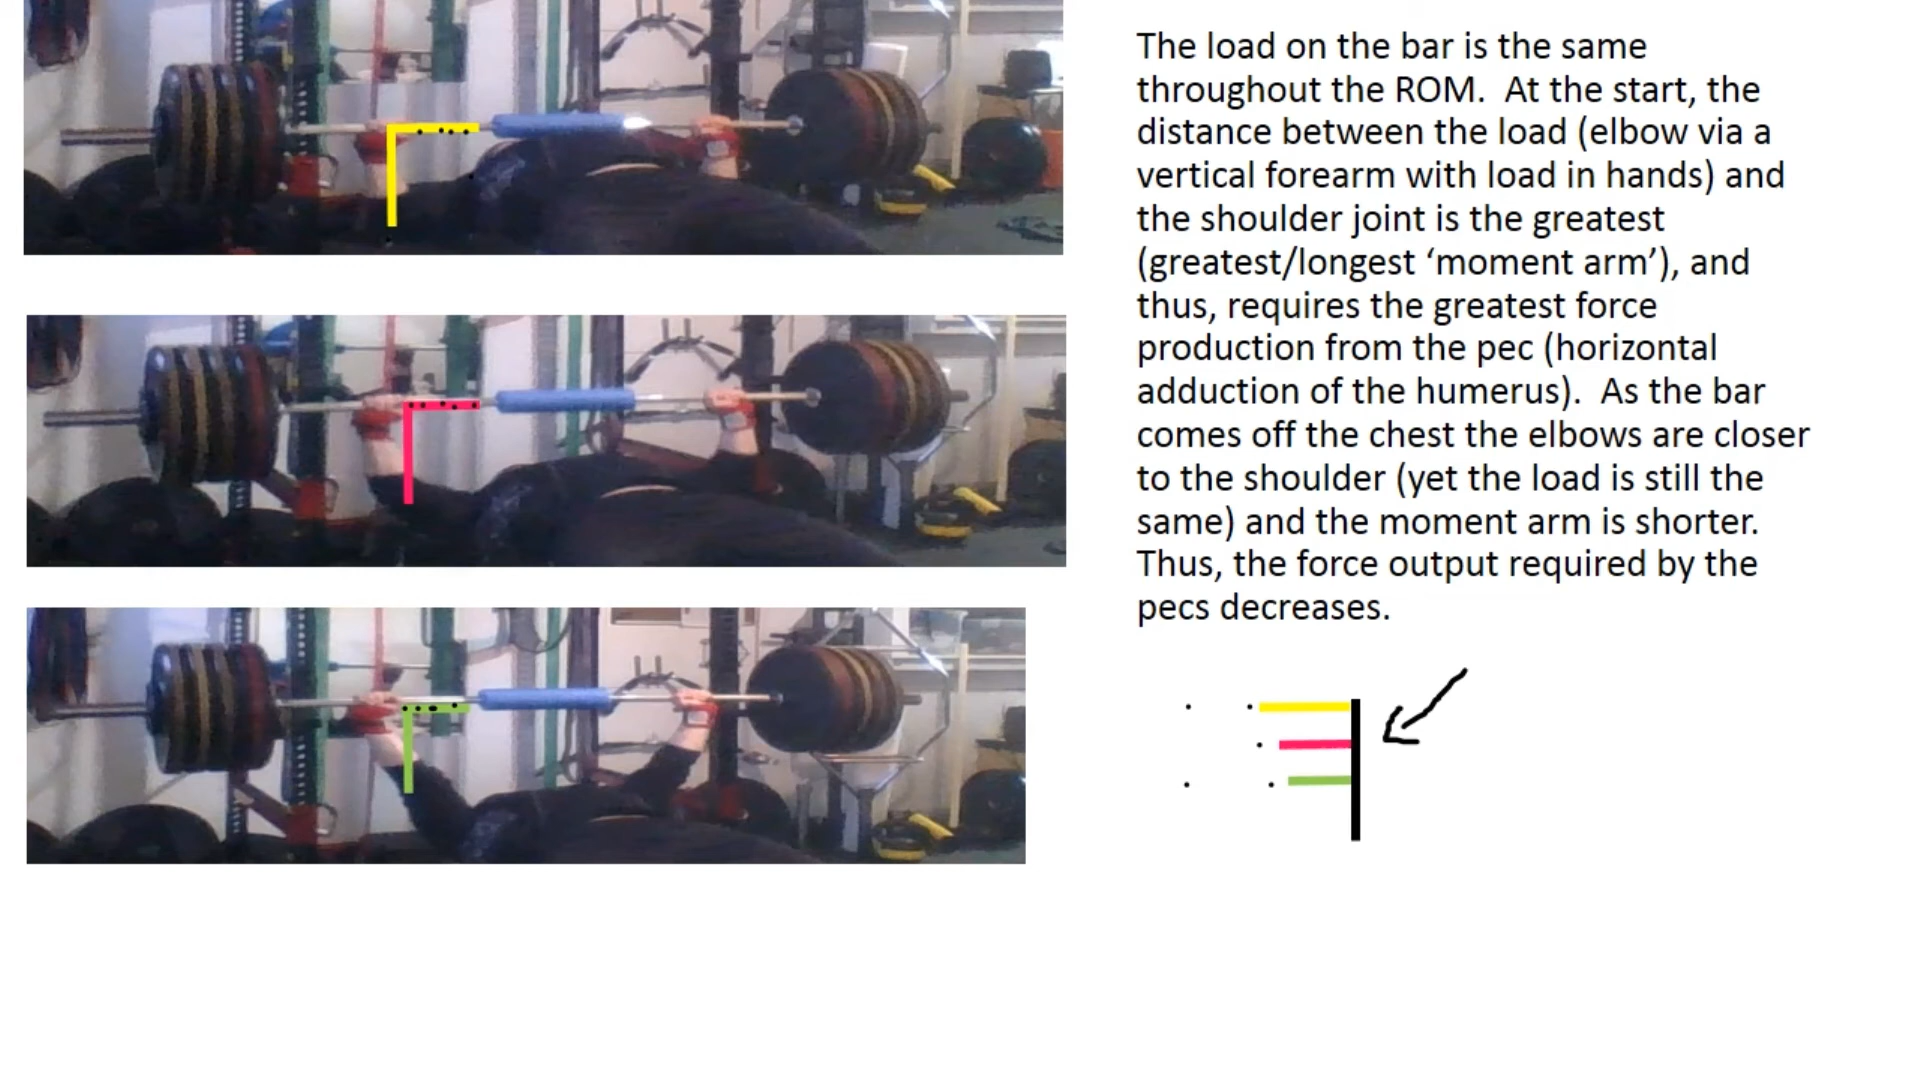 The load on the bar is the same
throughout the ROM.  At the start, the
distance between the load (elbow via a
vertical forearm with load in hands) and
the shoulder joint is the greatest
(greatest/longest ‘moment arm’), and
thus, requires the greatest force
production from the pec (horizontal
adduction of the humerus).  As the bar
comes off the chest the elbows are closer
to the shoulder (yet the load is still the
same) and the moment arm is shorter.
Thus, the force output required by the
pecs decreases.